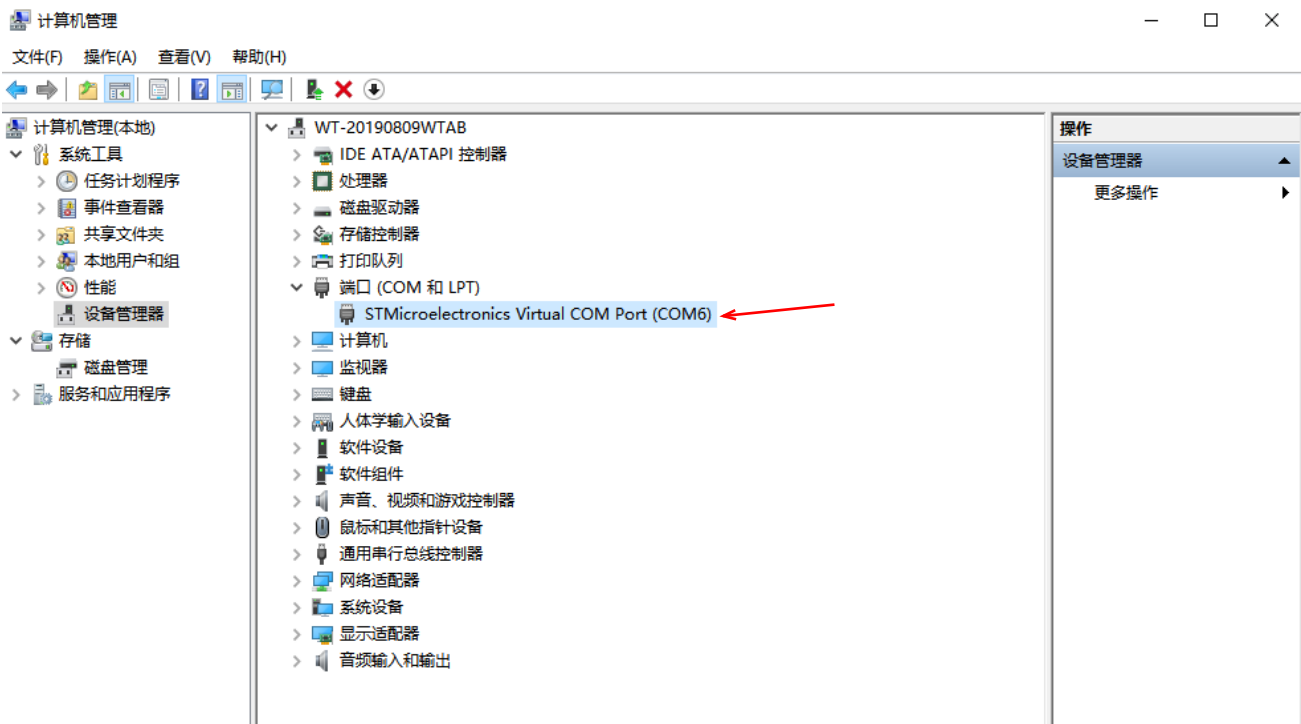 计算机管理
文件(F) 操作(A) 查看(V) 帮助(H)
计算机管理(本地)
系统工具
任务计划程序
事件查看器
共享文件夹
本地用户和组
性能
设备管理器
存储
磁盘管理
服务和应用程序
WT-20190809WTAB
IDE ATA/ATAPI 控制器
处理器
磁盘驱动器
存储控制器
打印队列
端口 (COM 和 LPT)
STMicroelectronics Virtual COM Port (COM6)
计算机
监视器
键盘
人体学输入设备
软件设备
软件组件
声音、视频和游戏控制器
鼠标和其他指针设备
通用串行总线控制器
网络适配器
系统设备
显示适配器
音频输入和输出
操作
设备管理器
更多操作